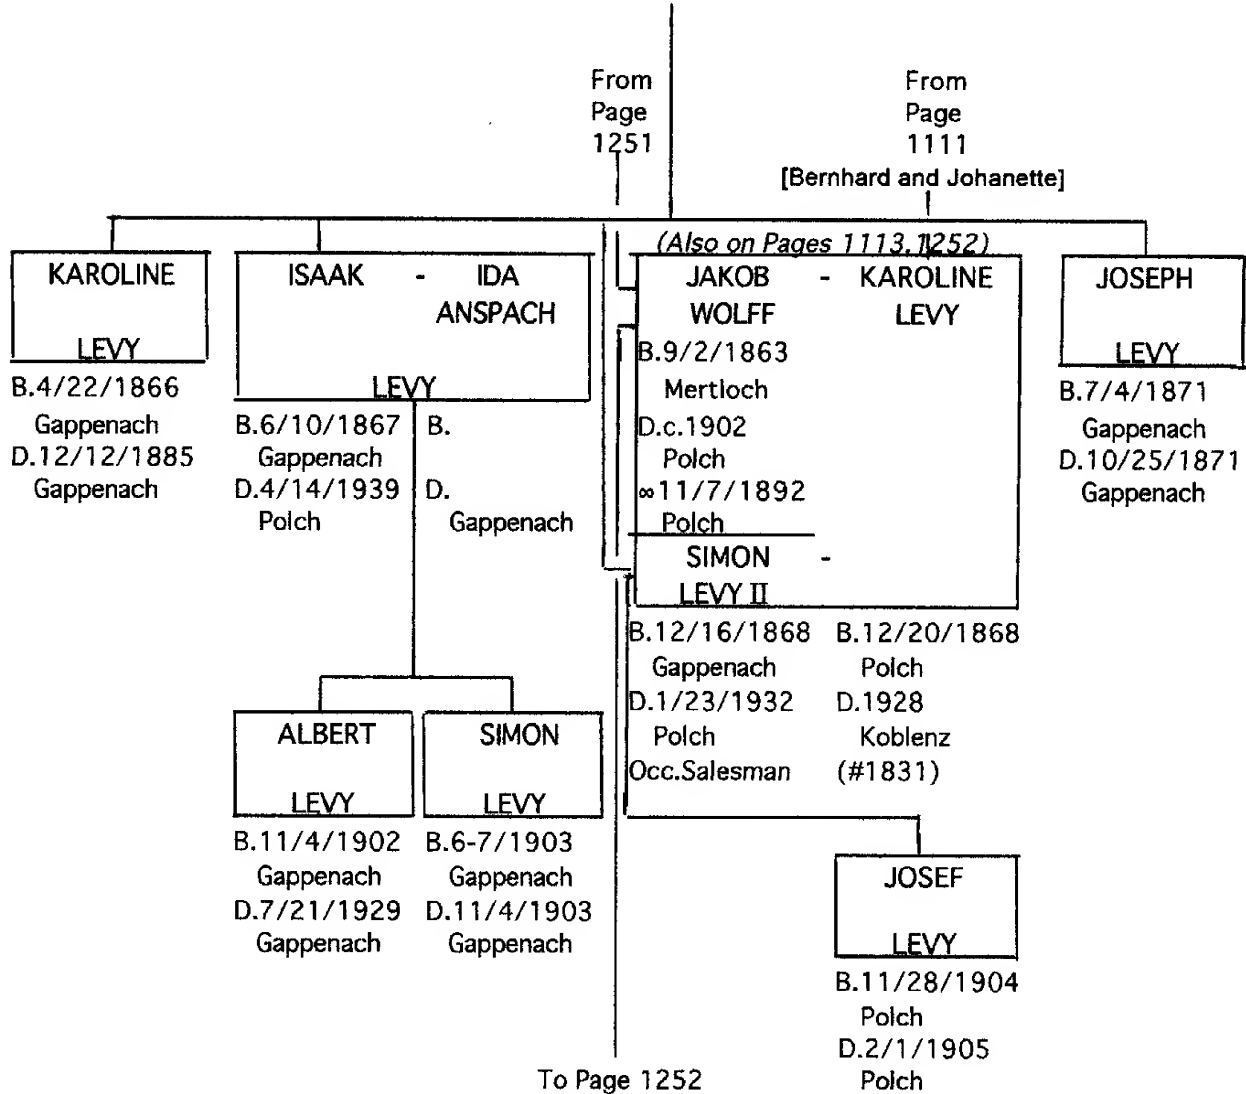 From
Page
1251
From
Page
1111
[Bernhard and Johanette]
(Also on Pages 1113,1252)
KAROLINE
LEVY
B.4/22/1866
Gappenach
D.12/12/1885
Gappenach
ISAAK - IDA
ANSPACH
LEVY
B.6/10/1867 B.
Gappenach
D.4/14/1939 D.
Polch Gappenach
JAKOB - KAROLINE
WOLFF LEVY
B.9/2/1863
Mertloch
D.c.1902
Polch
∞11/7/1892
Polch
SIMON -
LEVY II
B.12/16/1868 B.12/20/1868
Gappenach Polch
D.1/23/1932 D.1928
Polch Koblenz
Occ.Salesman (#1831)
JOSEPH
LEVY
B.7/4/1871
Gappenach
D.10/25/1871
Gappenach
ALBERT
LEVY
B.11/4/1902
Gappenach
D.7/21/1929
Gappenach
SIMON
LEVY
B.6-7/1903
Gappenach
D.11/4/1903
Gappenach
JOSEF
LEVY
B.11/28/1904
Polch
D.2/1/1905
Polch
To Page 1252